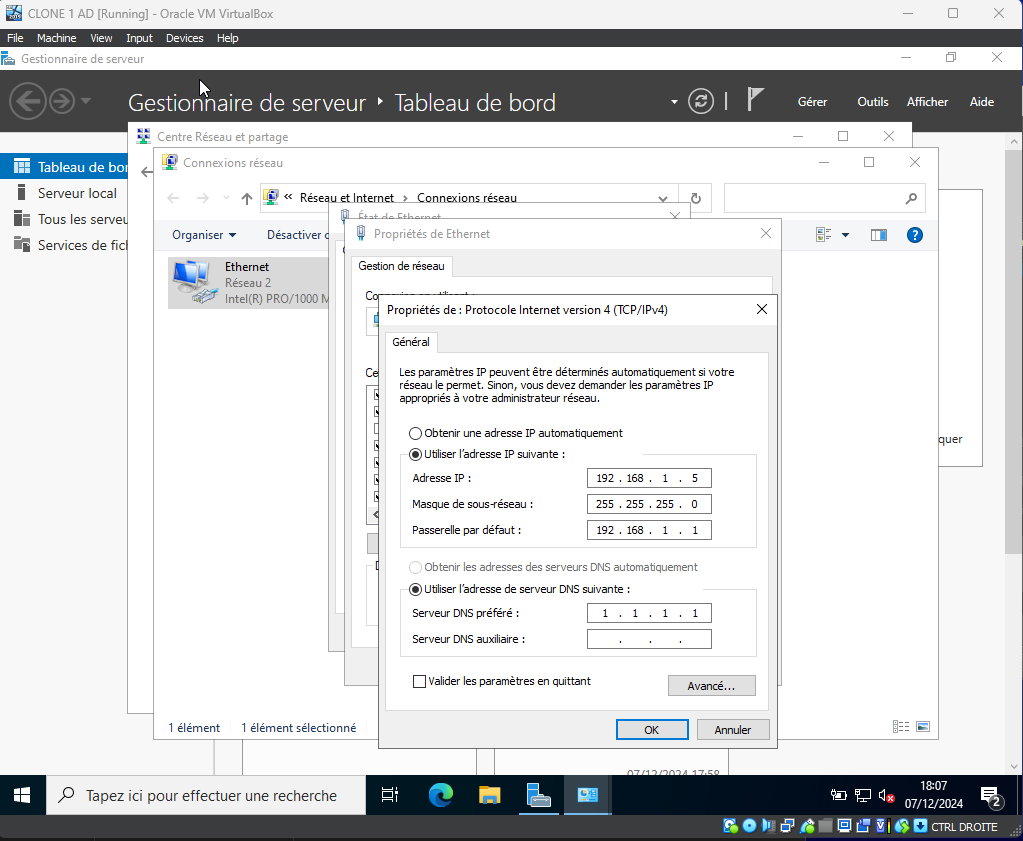 CLONE 1 AD [Running] - Oracle VM VirtualBox
File Machine View Input Devices Help
Gestionnaire de serveur
Gestionnaire de serveur Tableau de bord
Gérer Outils Afficher Aide
Centre Réseau et partage
Connexions réseau
Tableau de bor
Serveur local
Tous les serveu
Services de fich
« Réseau et Internet > Connexions réseau
Organiser Désactiver
État de Ethernet
Propriétés de Ethernet
Gestion de réseau
Ethernet
Réseau 2
Intel(R) PRO/1000 M
Propriétés de : Protocole Internet version 4 (TCP/IPv4)
Général
Les paramètres IP peuvent être déterminés automatiquement si votre
réseau le permet. Sinon, vous devez demander les paramètres IP
appropriés à votre administrateur réseau.
Obtenir une adresse IP automatiquement
Utiliser l'adresse IP suivante :
Adresse IP : 192 . 168 . 1 . 5
Masque de sous-réseau : 255 . 255 . 255 . 0
Passerelle par défaut : 192 . 168 . 1 . 1
Obtenir les adresses des serveurs DNS automatiquement
Utiliser l'adresse de serveur DNS suivante :
Serveur DNS préféré : 1 . 1 . 1 . 1
Serveur DNS auxiliaire : . . .
Valider les paramètres en quittant
Avancé...
OK Annuler
quer
1 élément 1 élément sélectionné
07/12/2024 17:58
Tapez ici pour effectuer une recherche
18:07
07/12/2024
2
CTRL DROITE